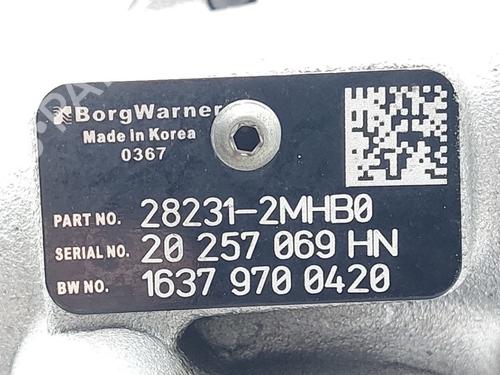 BorgWarner
Made in Korea
0367
PART NO. 28231-2MHB0
SERIAL NO. 20 257 069 HN
BW NO. 1637 970 0420